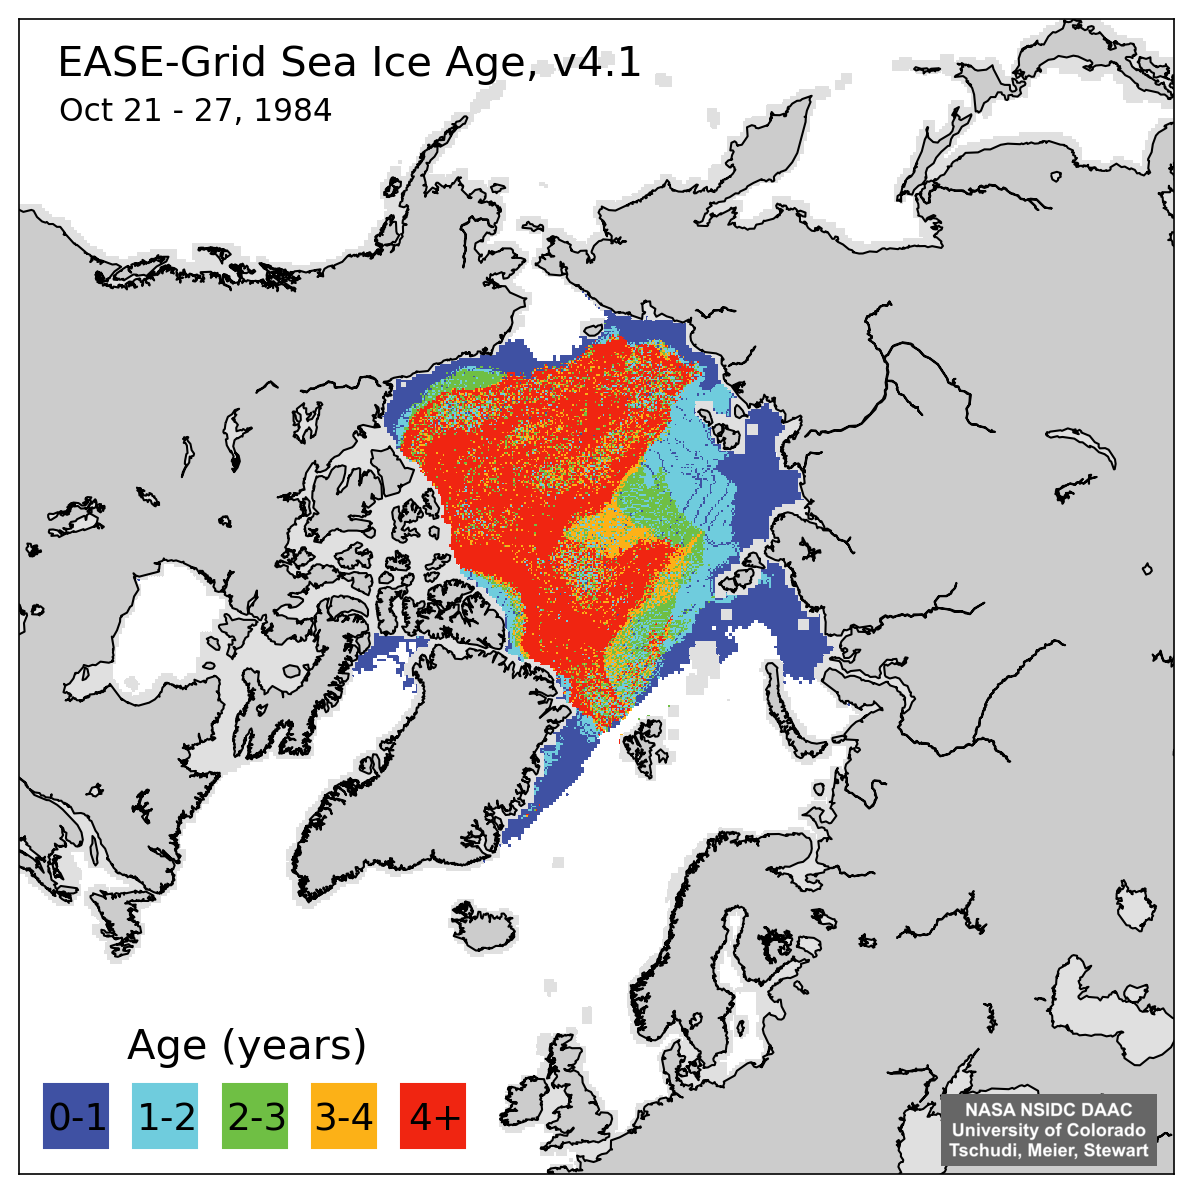 EASE-Grid Sea Ice Age, v4.1
Oct 21 - 27, 1984
Age (years)
0-1 1-2 2-3 3-4 4+
NASA NSIDC DAAC
University of Colorado
Tschudi, Meier, Stewart